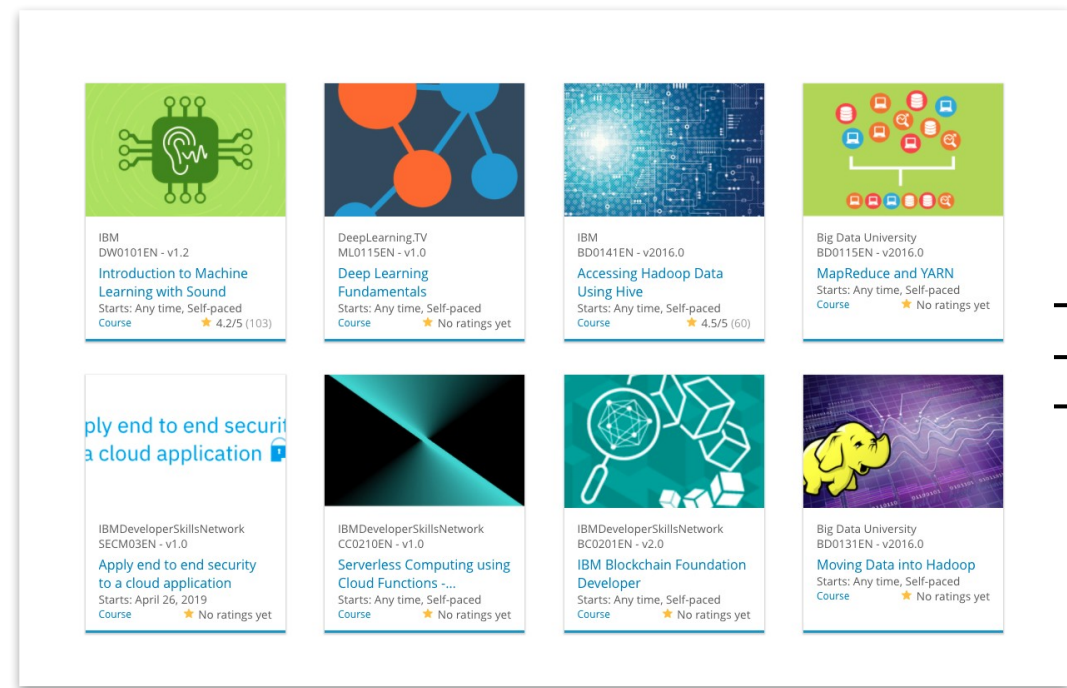 IBM
DW0101EN - v1.2
Introduction to Machine
Learning with Sound
Starts: Any time, Self-paced
Course 4.2/5 (103)
DeepLearning.TV
ML0115EN - v1.0
Deep Learning
Fundamentals
Starts: Any time, Self-paced
Course No ratings yet
IBM
BD0141EN - v2016.0
Accessing Hadoop Data
Using Hive
Starts: Any time, Self-paced
Course 4.5/5 (60)
Big Data University
BD0115EN - v2016.0
MapReduce and YARN
Starts: Any time, Self-paced
Course No ratings yet
ply end to end securit
a cloud application
IBMDeveloperSkillsNetwork
SECM03EN - v1.0
Apply end to end security
to a cloud application
Starts: April 26, 2019
Course No ratings yet
IBMDeveloperSkillsNetwork
CC0210EN - v1.0
Serverless Computing using
Cloud Functions -...
Starts: Any time, Self-paced
Course No ratings yet
IBMDeveloperSkillsNetwork
BC0201EN - v2.0
IBM Blockchain Foundation
Developer
Starts: Any time, Self-paced
Course No ratings yet
Big Data University
BD0131EN - v2016.0
Moving Data into Hadoop
Starts: Any time, Self-paced
Course No ratings yet